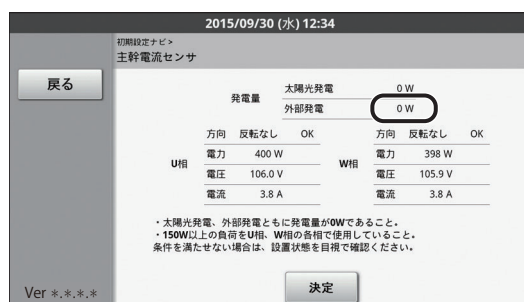 2015/09/30 (水) 12:34
初期設定ナビ>
主幹電流センサ
戻る
発電量
太陽光発電 0 W
外部発電 0 W
方向 反転なし OK 方向 反転なし OK
U相 電力 400 W W相 電力 398 W
電圧 106.0 V 電圧 105.9 V
電流 3.8 A 電流 3.8 A
・太陽光発電、外部発電ともに発電量が0Wであること。
・150W以上の負荷をU相、W相の各相で使用していること。
条件を満たせない場合は、設置状態を目視で確認ください。
決定
Ver *.*.*.*